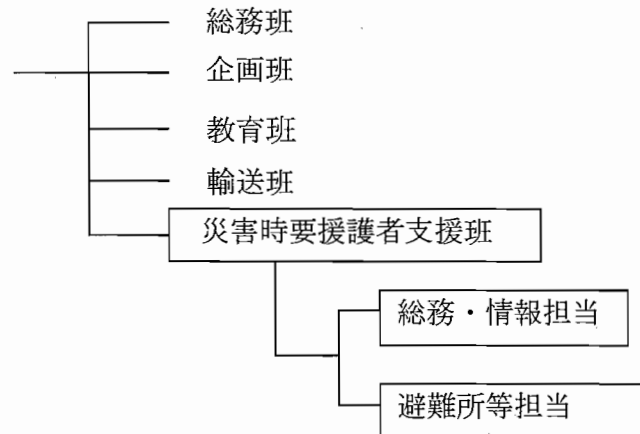 総務班
企画班
教育班
輸送班
災害時要援護者支援班
総務・情報担当
避難所等担当